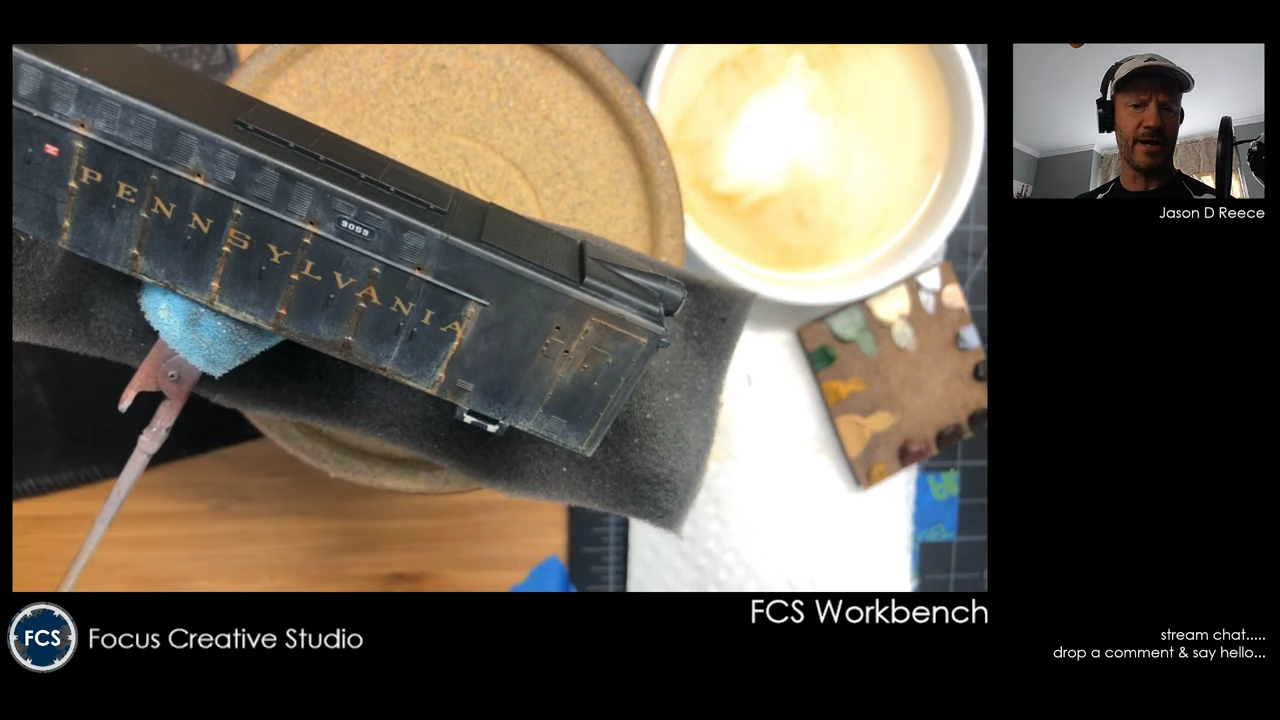 PENNSYLVANIA
9059
Jason D Reece
FCS Workbench
FCS
Focus Creative Studio
stream chat.....
drop a comment & say hello...